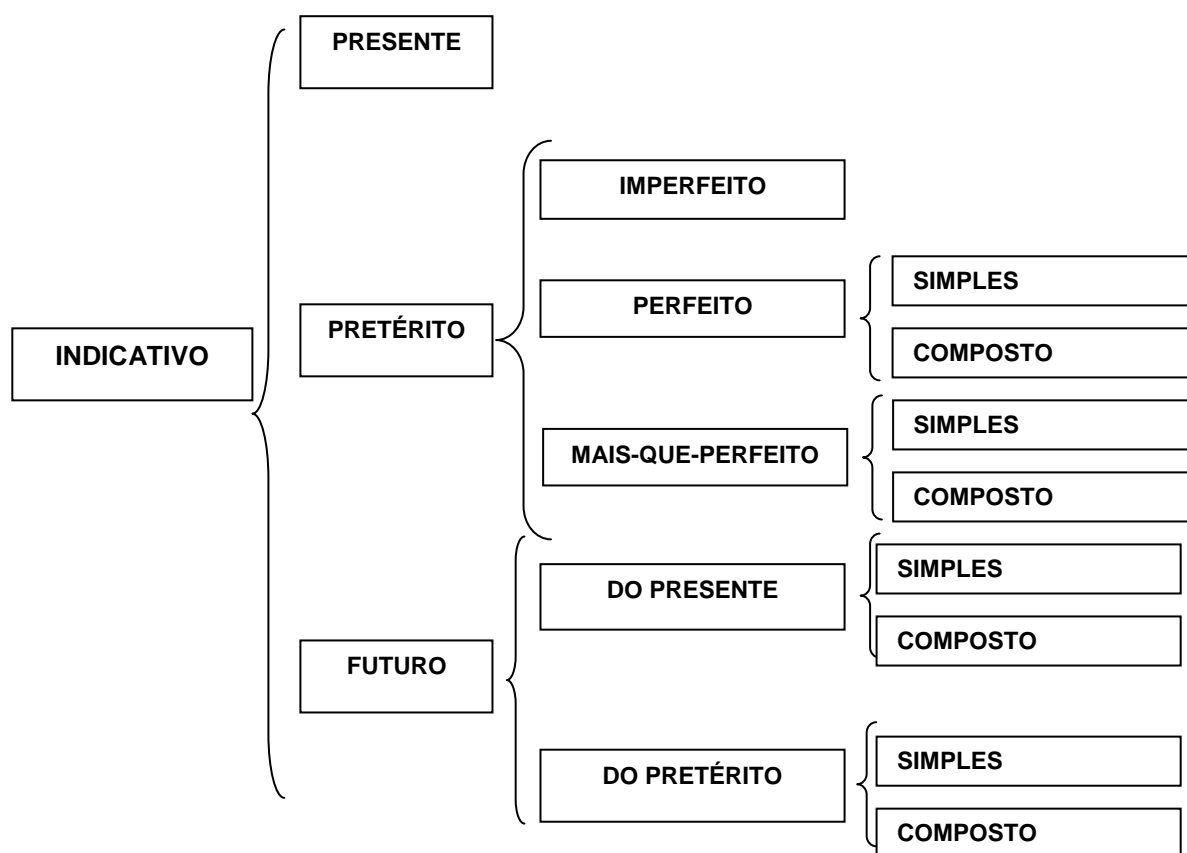 INDICATIVO
PRESENTE
PRETÉRITO
IMPERFEITO
PERFEITO
SIMPLES
COMPOSTO
MAIS-QUE-PERFEITO
SIMPLES
COMPOSTO
FUTURO
DO PRESENTE
SIMPLES
COMPOSTO
DO PRETÉRITO
SIMPLES
COMPOSTO